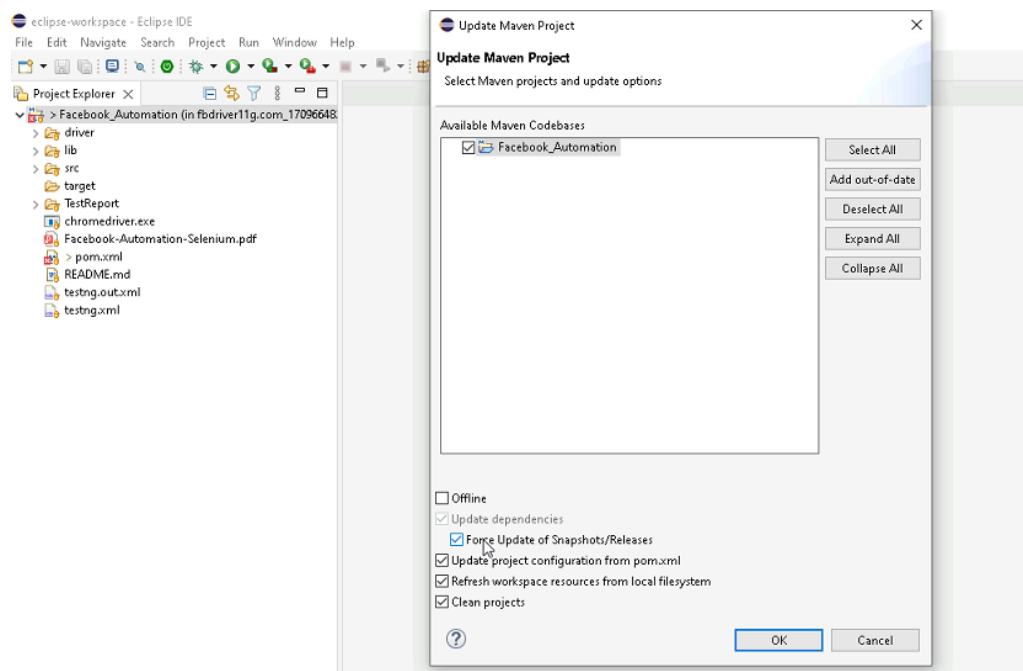 eclipse-workspace - Eclipse IDE
File Edit Navigate Search Project Run Window Help
Project Explorer
> Facebook_Automation (in fbdriver11g.com_17096648
driver
lib
src
target
TestReport
chromedriver.exe
Facebook-Automation-Selenium.pdf
> pom.xml
README.md
testng.out.xml
testng.xml
Update Maven Project
Update Maven Project
Select Maven projects and update options
Available Maven Codebases
Facebook_Automation
Select All
Add out-of-date
Deselect All
Expand All
Collapse All
Offline
Update dependencies
Force Update of Snapshots/Releases
Update project configuration from pom.xml
Refresh workspace resources from local filesystem
Clean projects
OK Cancel